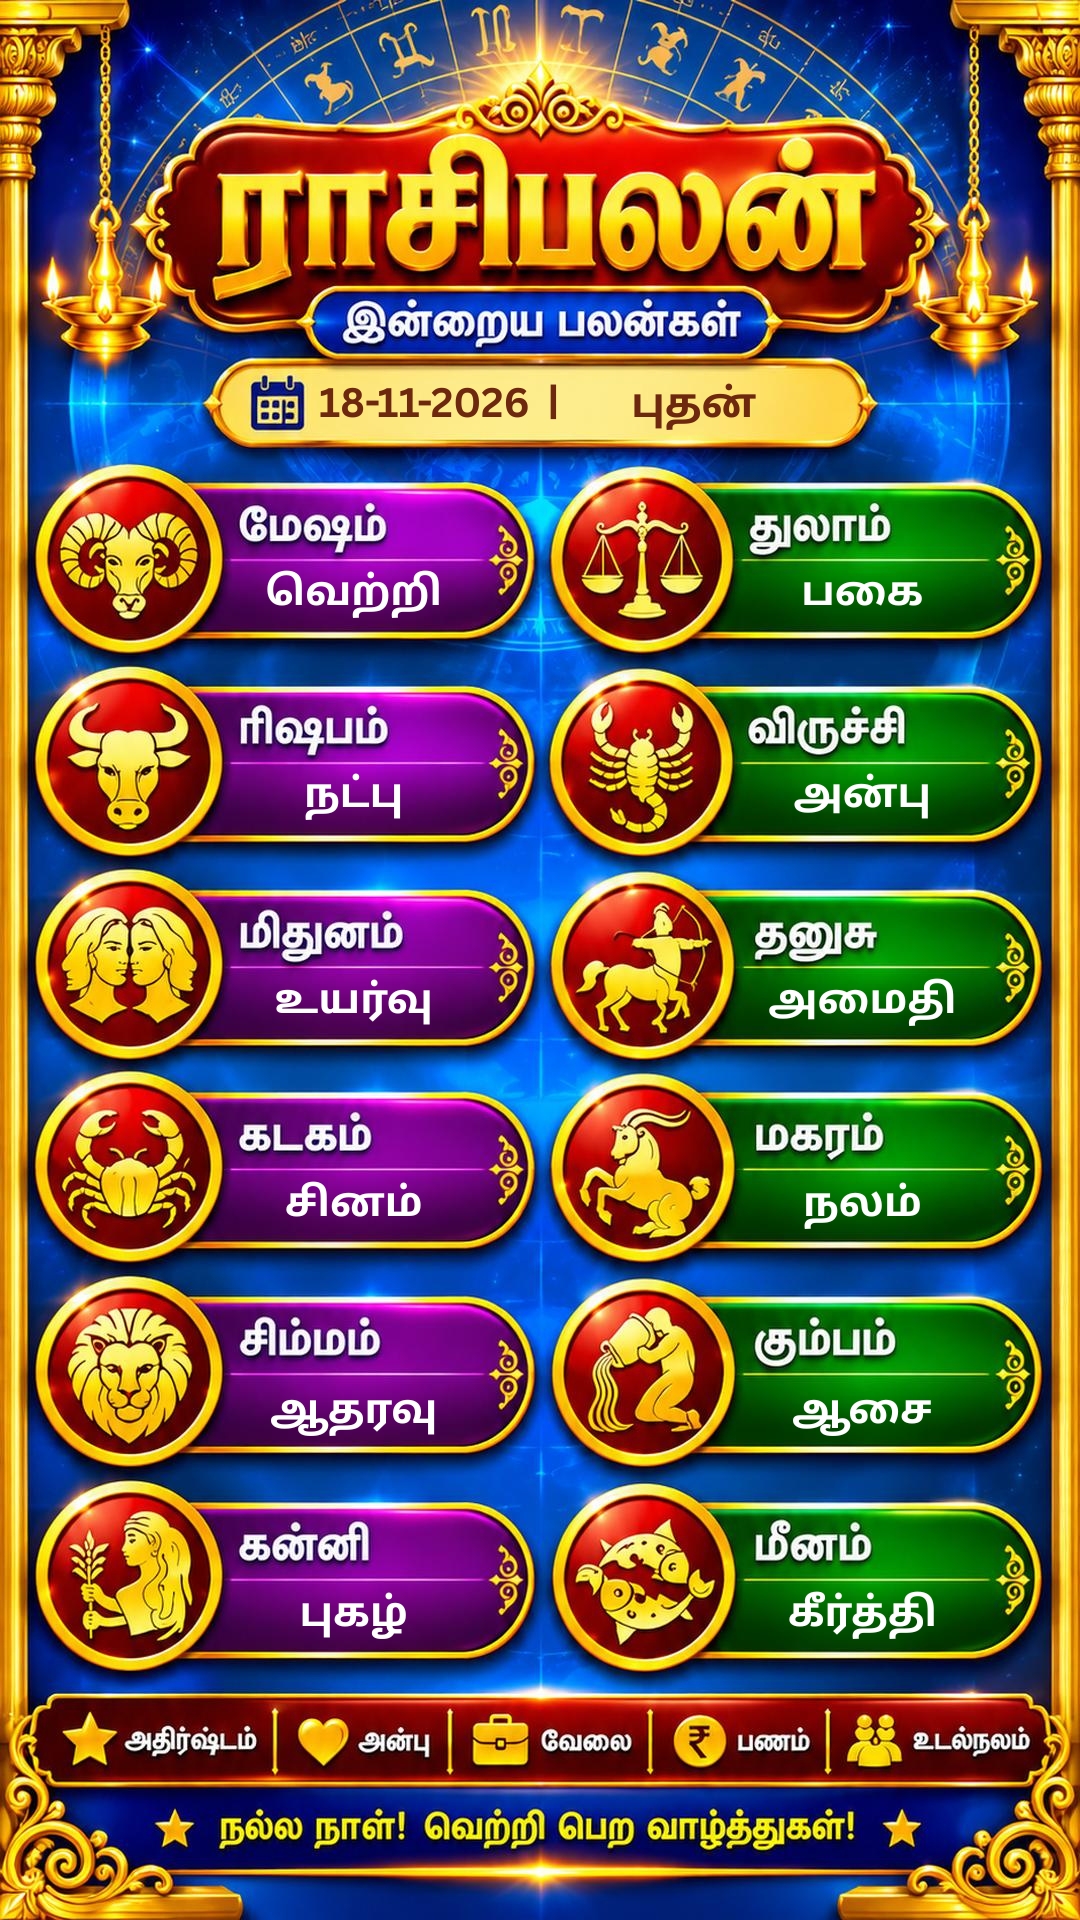 ராசிபலன்
இன்றைய பலன்கள்
18-11-2026 | புதன்
மேஷம்
வெற்றி
துலாம்
பகை
ரிஷபம்
நட்பு
விருச்சி
அன்பு
மிதுனம்
உயர்வு
தனுசு
அமைதி
கடகம்
சினம்
மகரம்
நலம்
சிம்மம்
ஆதரவு
கும்பம்
ஆசை
கன்னி
புகழ்
மீனம்
கீர்த்தி
அதிர்ஷ்டம் அன்பு வேலை பணம் உடல்நலம்
நல்ல நாள்! வெற்றி பெற வாழ்த்துகள்!